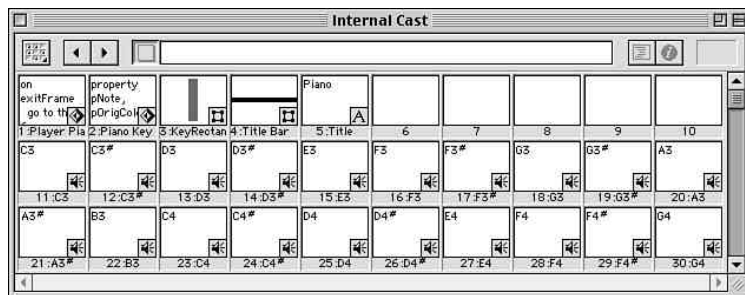 Internal Cast
on
exitFrame
go to th
property
pNote,
pOrigCol
Piano
A
1:Player Pia 2:Piano Key 3:KeyRectan 4:Title Bar 5:Title 6 7 8 9 10
C3 C3# D3 D3# E3 F3 F3# G3 G3# A3
11:C3 12:C3# 13:D3 14:D3# 15:E3 16:F3 17:F3# 18:G3 19:G3# 20:A3
A3# B3 C4 C4# D4 D4# E4 F4 F4# G4
21:A3# 22:B3 23:C4 24:C4# 25:D4 26:D4# 27:E4 28:F4 29:F4# 30:G4